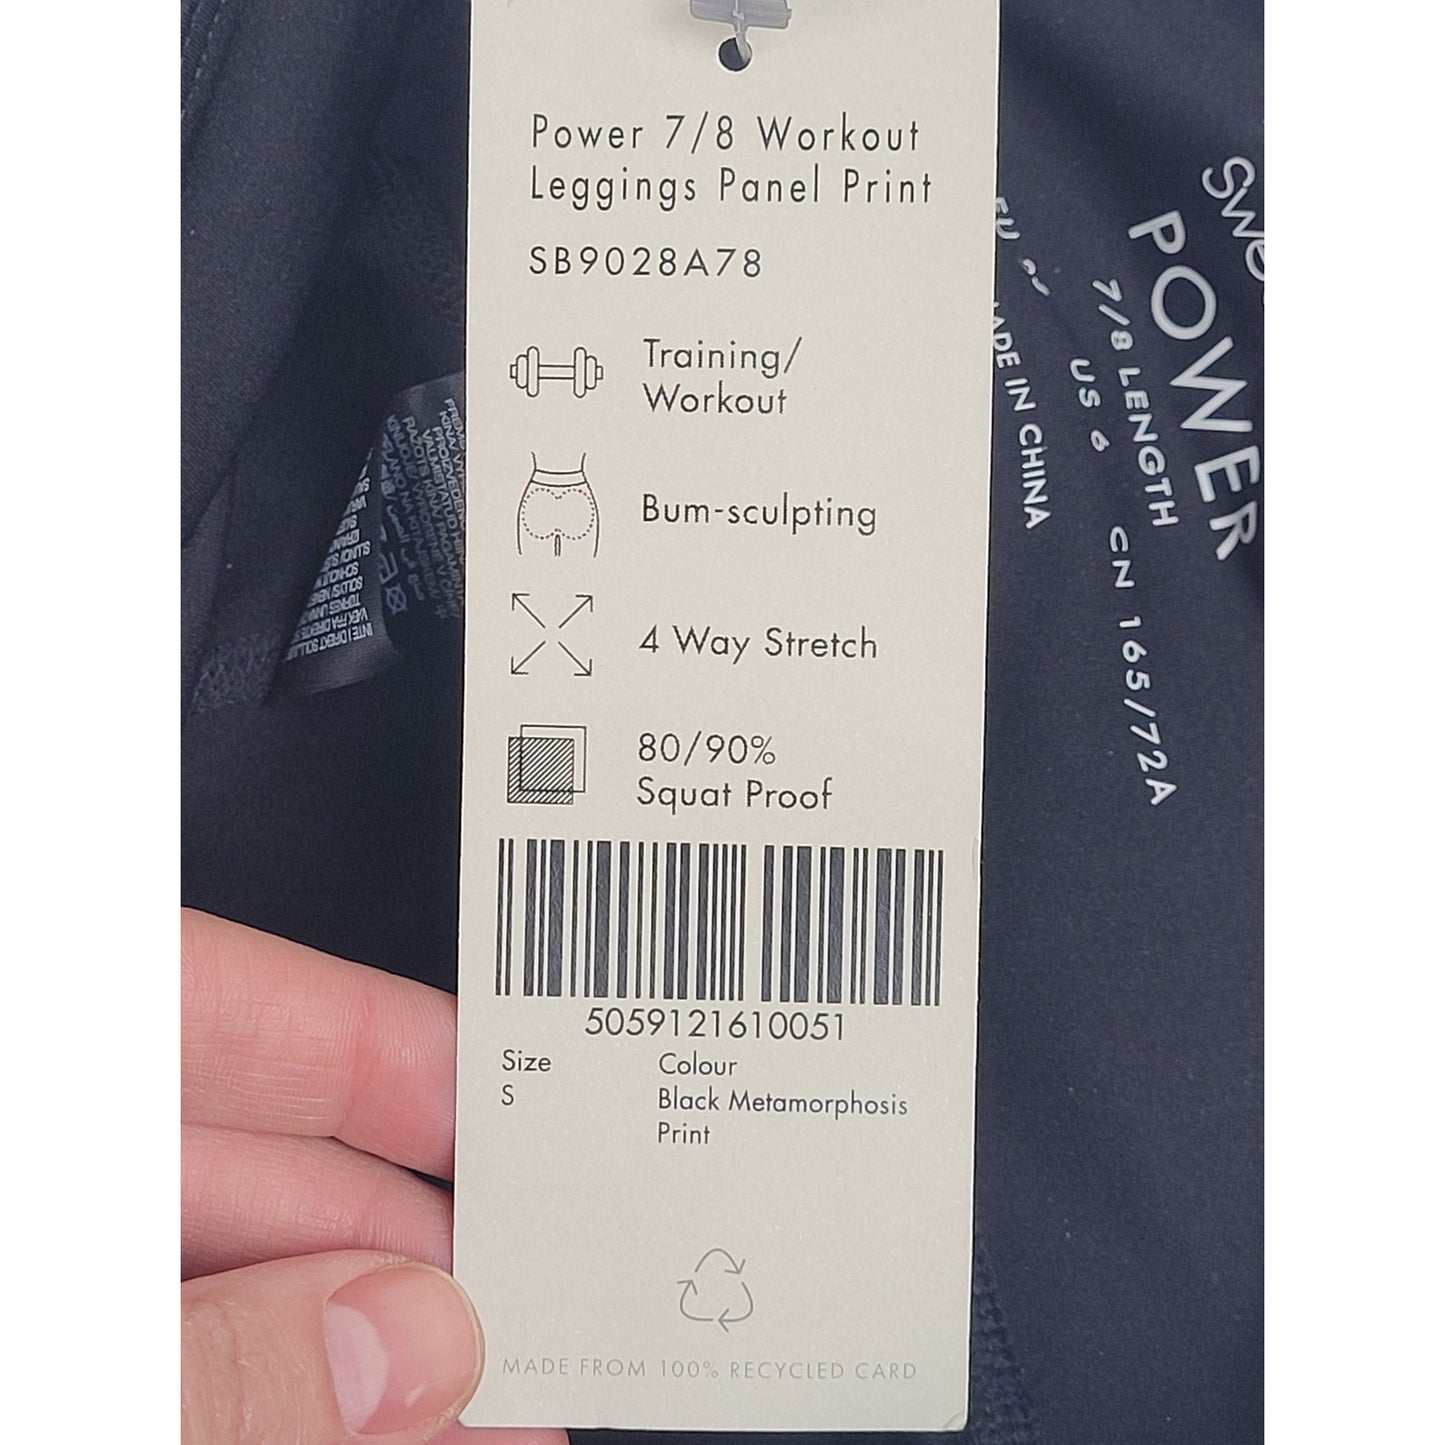 Power 7/8 Workout
Leggings Panel Print
SB9028A78
Training/
Workout
Bum-sculpting
4 Way Stretch
80/90%
Squat Proof
5059121610051
Size
S
Colour
Black Metamorphosis
Print
MADE FROM 100% RECYCLED CARD
POWER
7/8 LENGTH
US 6
CN 165/72A
IN CHINA